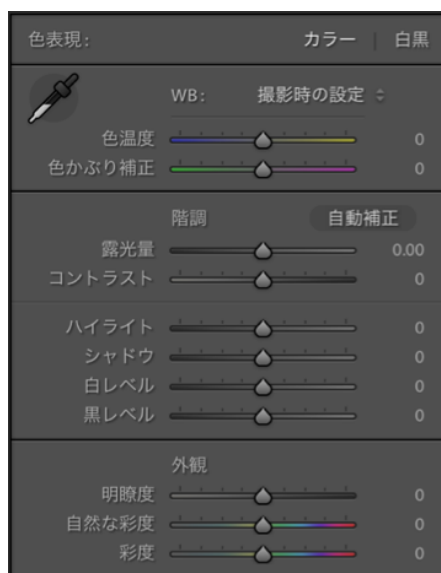 色表現: カラー | 白黒
WB: 撮影時の設定
色温度 0
色かぶり補正 0
階調 自動補正
露光量 0.00
コントラスト 0
ハイライト 0
シャドウ 0
白レベル 0
黒レベル 0
外観
明瞭度 0
自然な彩度 0
彩度 0